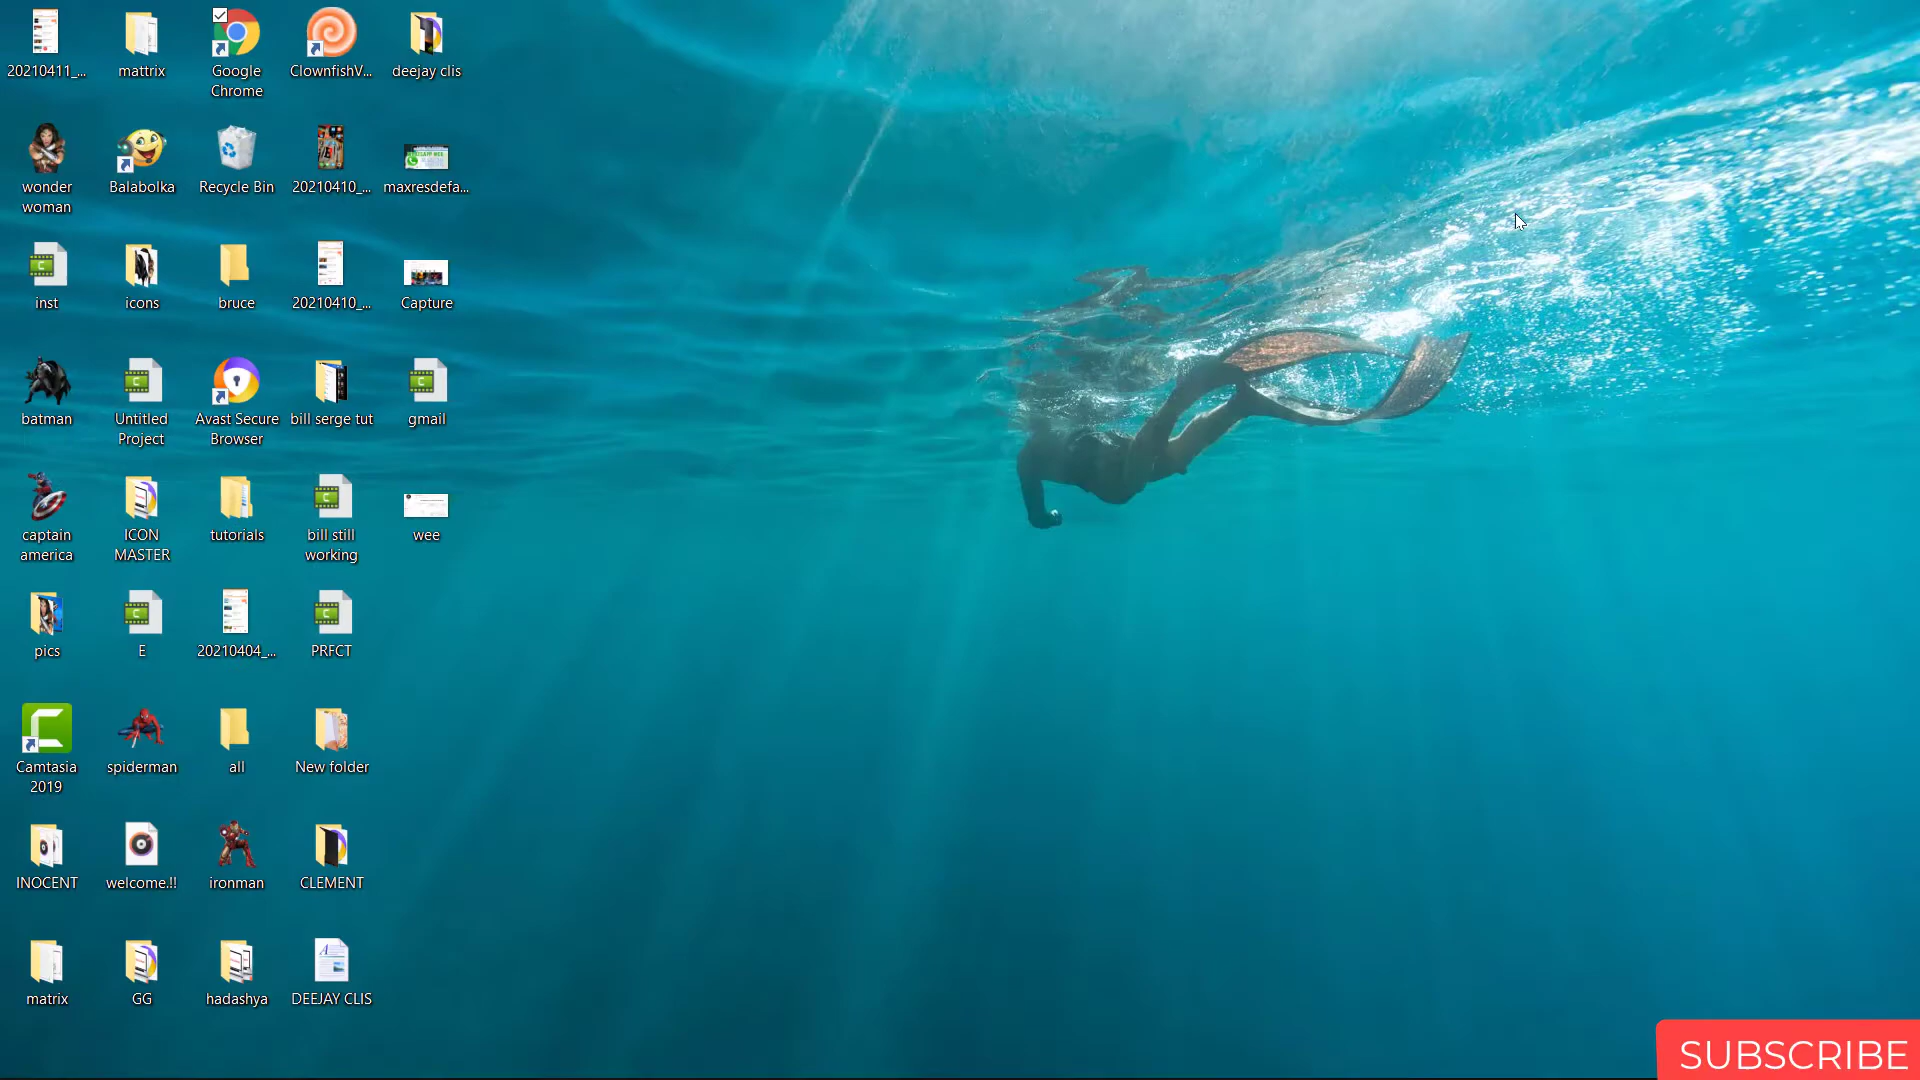 20210411_...
mattrix
Google
Chrome
ClownfishV...
deejay clis
wonder
woman
Balabolka
Recycle Bin
20210410_...
maxresdefa...
inst
icons
bruce
20210410_...
Capture
batman
Untitled
Project
Avast Secure
Browser
bill serge tut
gmail
captain
america
ICON
MASTER
tutorials
bill still
working
wee
pics
E
20210404_...
PRFCT
Camtasia
2019
spiderman
all
New folder
INOCENT
welcome.!!
ironman
CLEMENT
matrix
GG
hadashya
DEEJAY CLIS
SUBSCRIBE